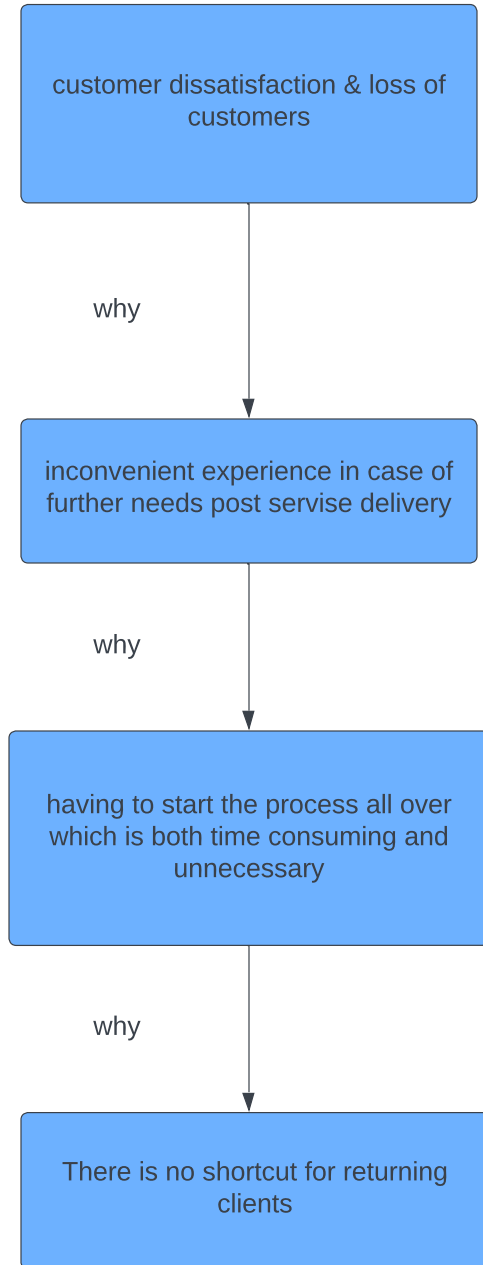 customer dissatisfaction & loss of
customers
why
inconvenient experience in case of
further needs post servise delivery
why
having to start the process all over
which is both time consuming and
unnecessary
why
There is no shortcut for returning
clients